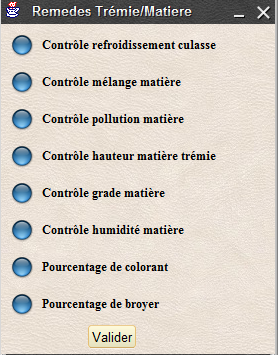 Remedes Trémie/Matiere
Contrôle refroidissement culasse
Contrôle mélange matière
Contrôle pollution matière
Contrôle hauteur matière trémie
Contrôle grade matière
Contrôle humidité matière
Pourcentage de colorant
Pourcentage de broyer
Valider